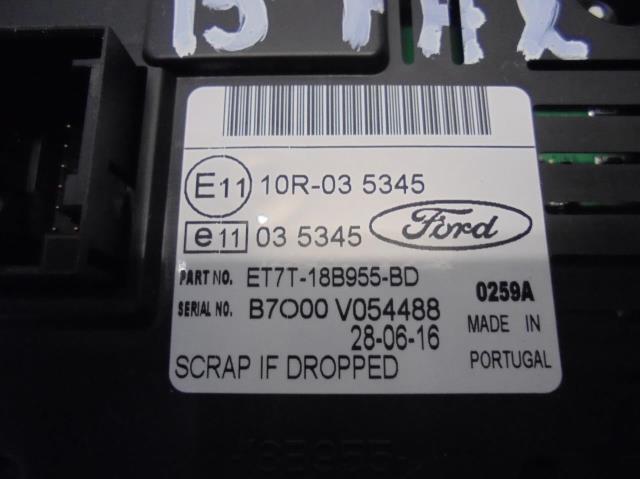 E11 10R-03 5345
e11 03 5345 Ford
PART NO. ET7T-18B955-BD
SERIAL NO. B7O00 V054488 0259A
28-06-16 MADE IN
SCRAP IF DROPPED PORTUGAL